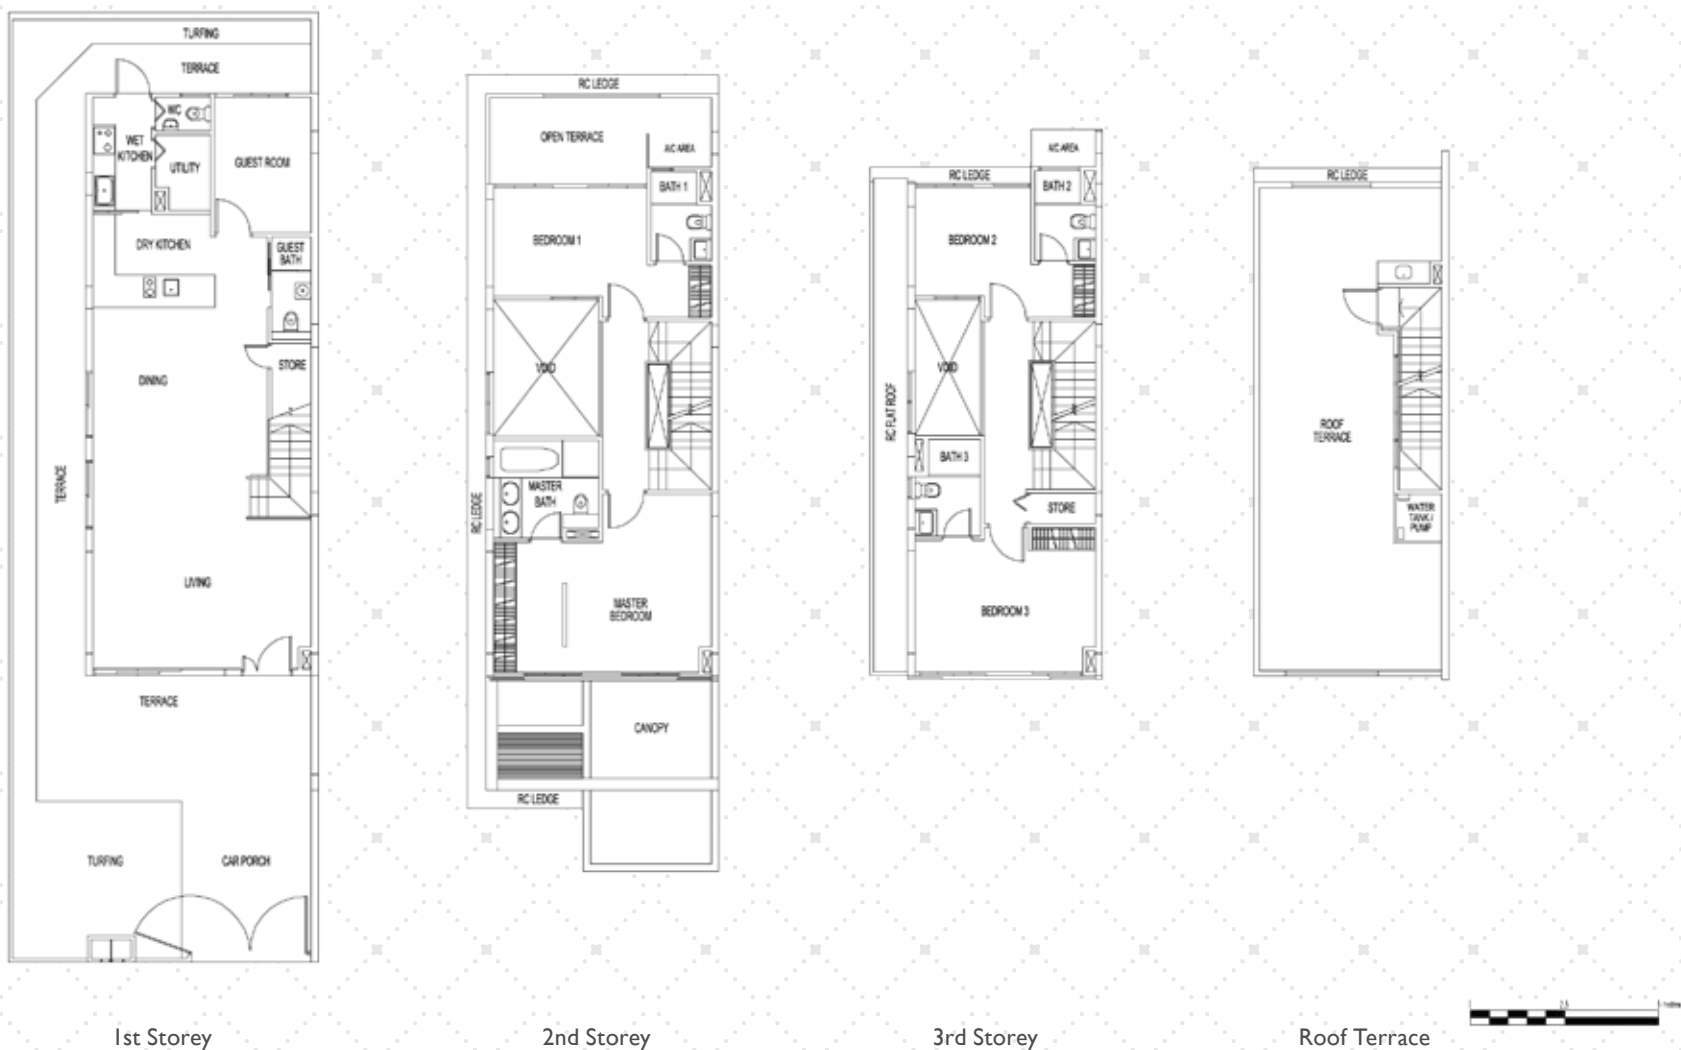 TURFING
TERRACE
WC
WET
KITCHEN
UTILITY
GUEST ROOM
DRY KITCHEN
GUEST
BATH
STORE
DINING
TERRACE
LIVING
TERRACE
TURFING
CAR PORCH
1st Storey
RC LEDGE
OPEN TERRACE
A/C AREA
BATH 1
BEDROOM 1
VOID
MASTER
BATH
RC LEDGE
MASTER
BEDROOM
CANOPY
RC LEDGE
2nd Storey
A/C AREA
RC LEDGE
BATH 2
BEDROOM 2
VOID
RC FLAT ROOF
BATH 3
STORE
BEDROOM 3
3rd Storey
RC LEDGE
ROOF
TERRACE
WATER
TANK /
PUMP
Roof Terrace
2.5